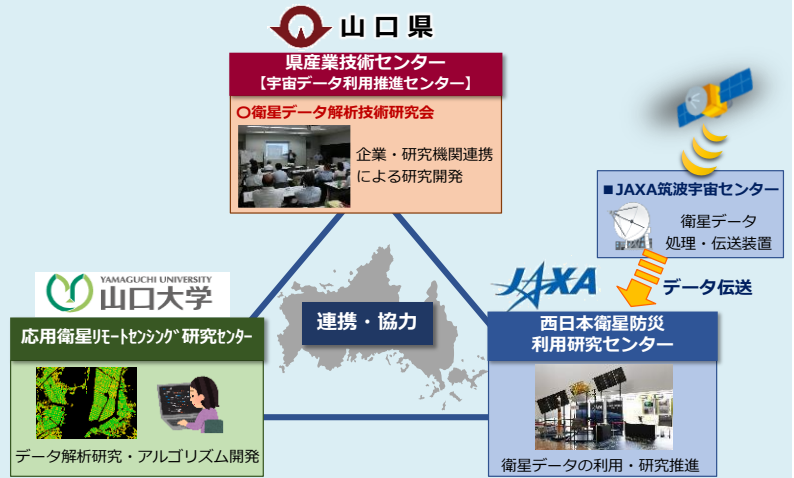 山口県
県産業技術センター
【宇宙データ利用推進センター】
〇衛星データ解析技術研究会
企業・研究機関連携
による研究開発
■JAXA筑波宇宙センター
衛星データ
処理・伝送装置
データ伝送
JAXA
西日本衛星防災
利用研究センター
衛星データの利用・研究推進
連携・協力
YAMAGUCHI UNIVERSITY
山口大学
応用衛星ﾘﾓｰﾄｾﾝｼﾝｸﾞ研究ｾﾝﾀｰ
データ解析研究・アルゴリズム開発